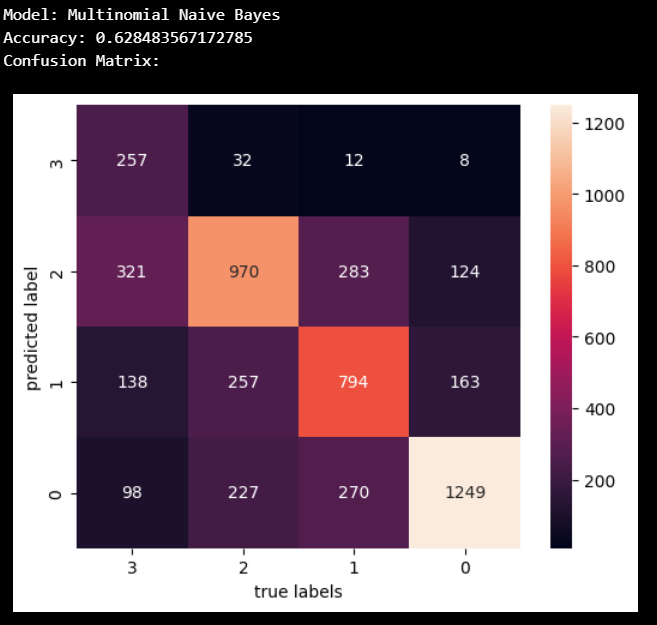 Model: Multinomial Naive Bayes
Accuracy: 0.628483567172785
Confusion Matrix:
3 257 32 12 8 1200
1000
2 321 970 283 124 800
predicted label
600
1 138 257 794 163
400
0 98 227 270 1249 200
3 2 1 0
true labels